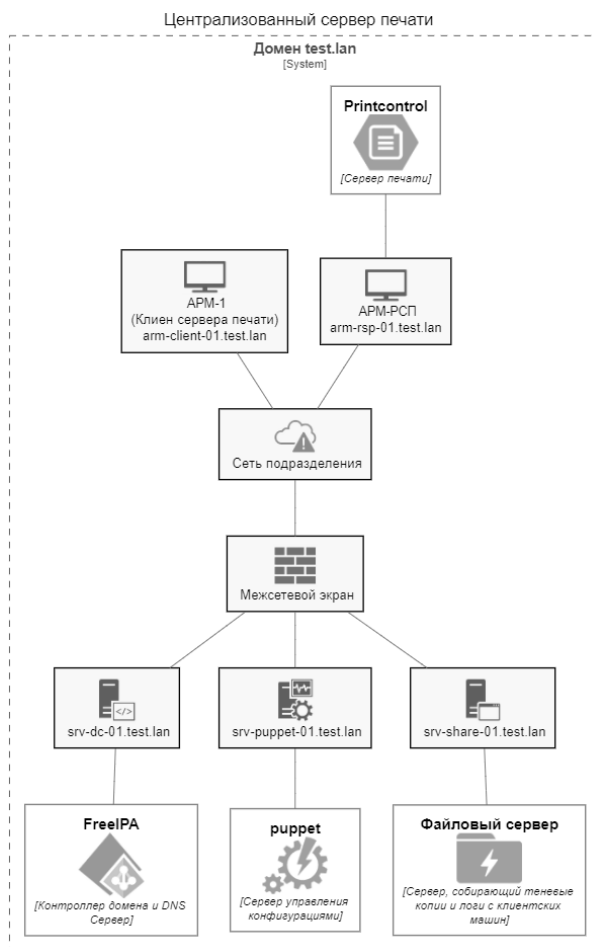 Централизованный сервер печати
Домен test.lan
[System]
Printcontrol
[Сервер печати]
АРМ-1
(Клиен сервера печати)
arm-client-01.test.lan
АРМ-РСП
arm-rsp-01.test.lan
Сеть подразделения
Межсетевой экран
srv-dc-01.test.lan
srv-puppet-01.test.lan
srv-share-01.test.lan
FreeIPA
[Контроллер домена и DNS
Сервер]
puppet
[Сервер управления
конфигурациями]
Файловый сервер
[Сервер, собирающий теневые
копии и логи с клиентских
машин]